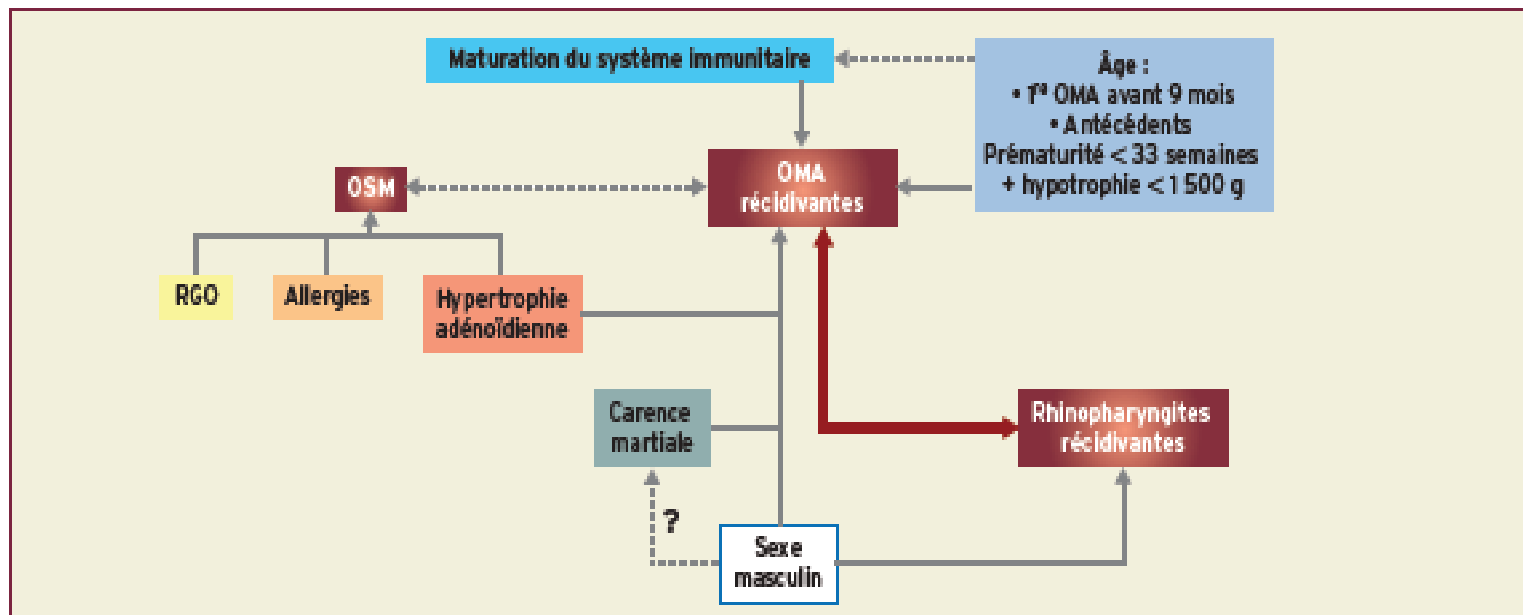 Maturation du système immunitaire
Âge :
• 1re OMA avant 9 mois
• Antécédents
Prématurité < 33 semaines
+ hypotrophie < 1 500 g
OSM
OMA
récidivantes
RGO
Allergies
Hypertrophie
adénoïdienne
Carence
martiale
Rhinopharyngites
récidivantes
?
Sexe
masculin